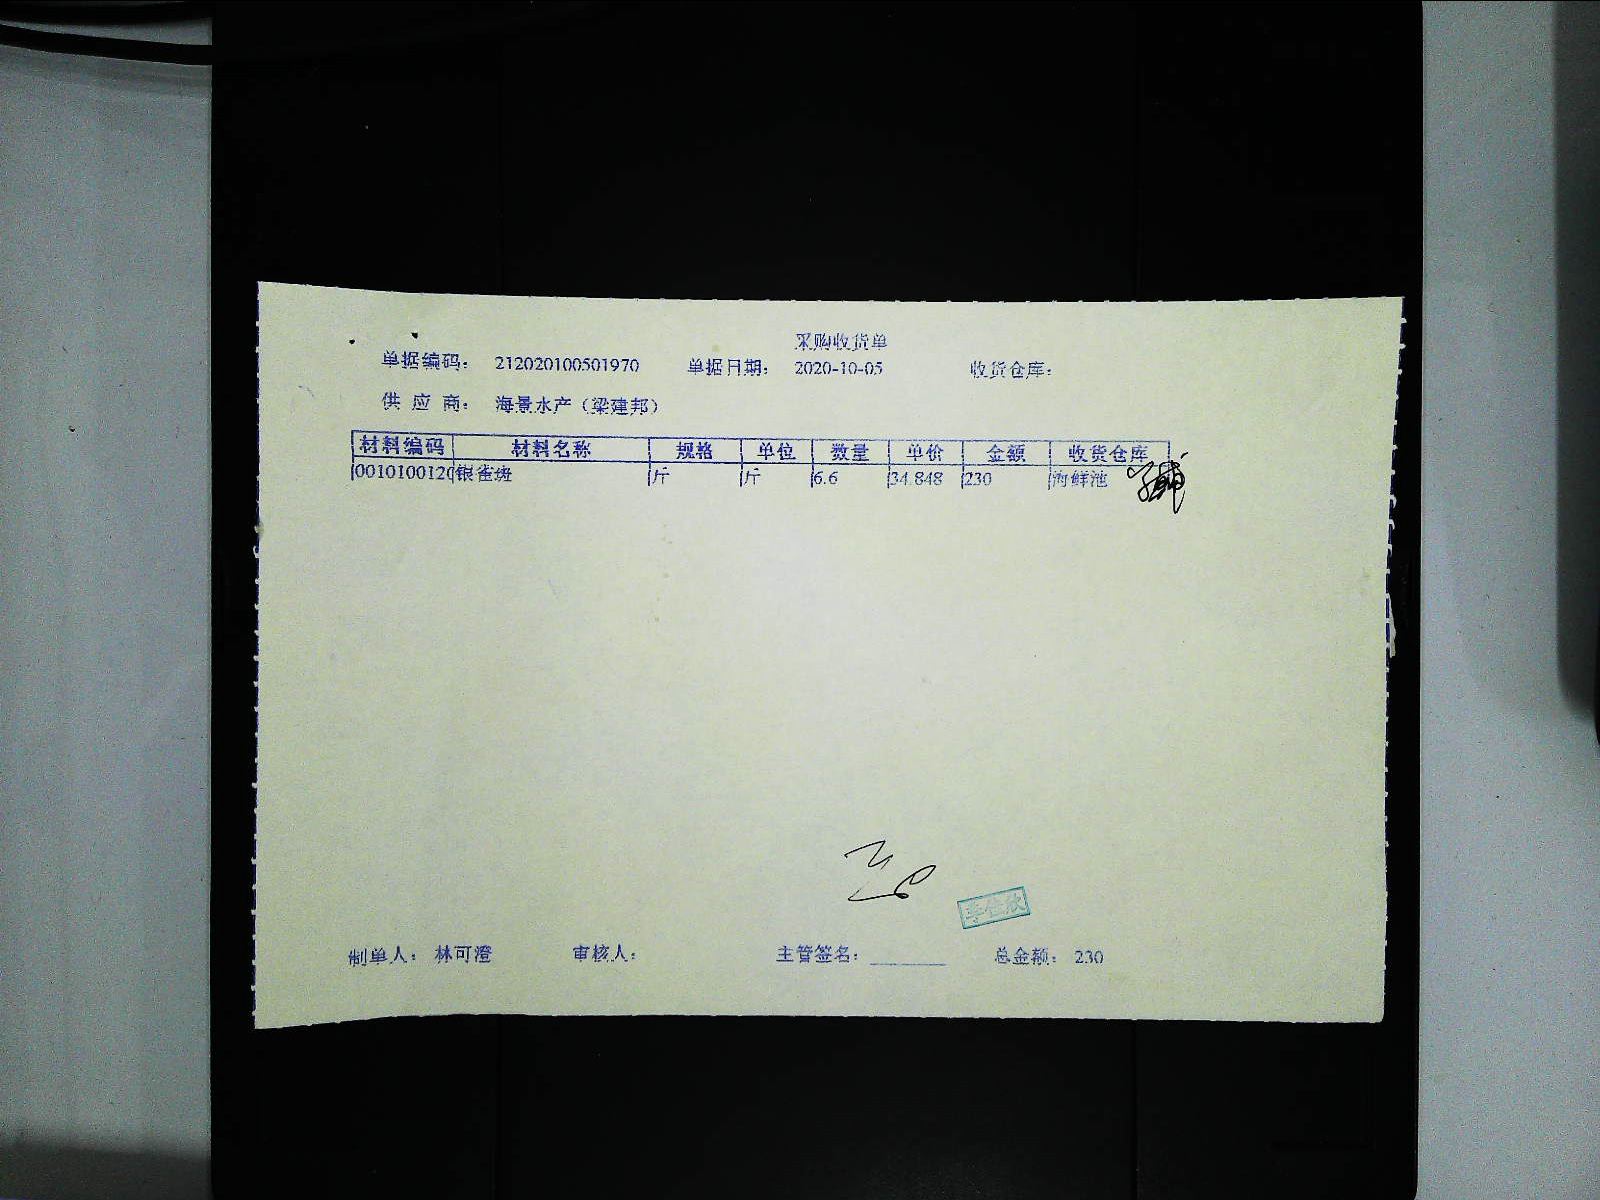 采购收货单
单据编码： 212020100501970 单据日期： 2020-10-05 收货仓库：
供 应 商： 海景水产（梁建邦）
材料编码 材料名称 规格 单位 数量 单价 金额 收货仓库
0010100120 银雀斑 斤 斤 6.6 34.848 230 海鲜池
李佳欣
制单人： 林可澄 审核人： 主管签名：________ 总金额： 230